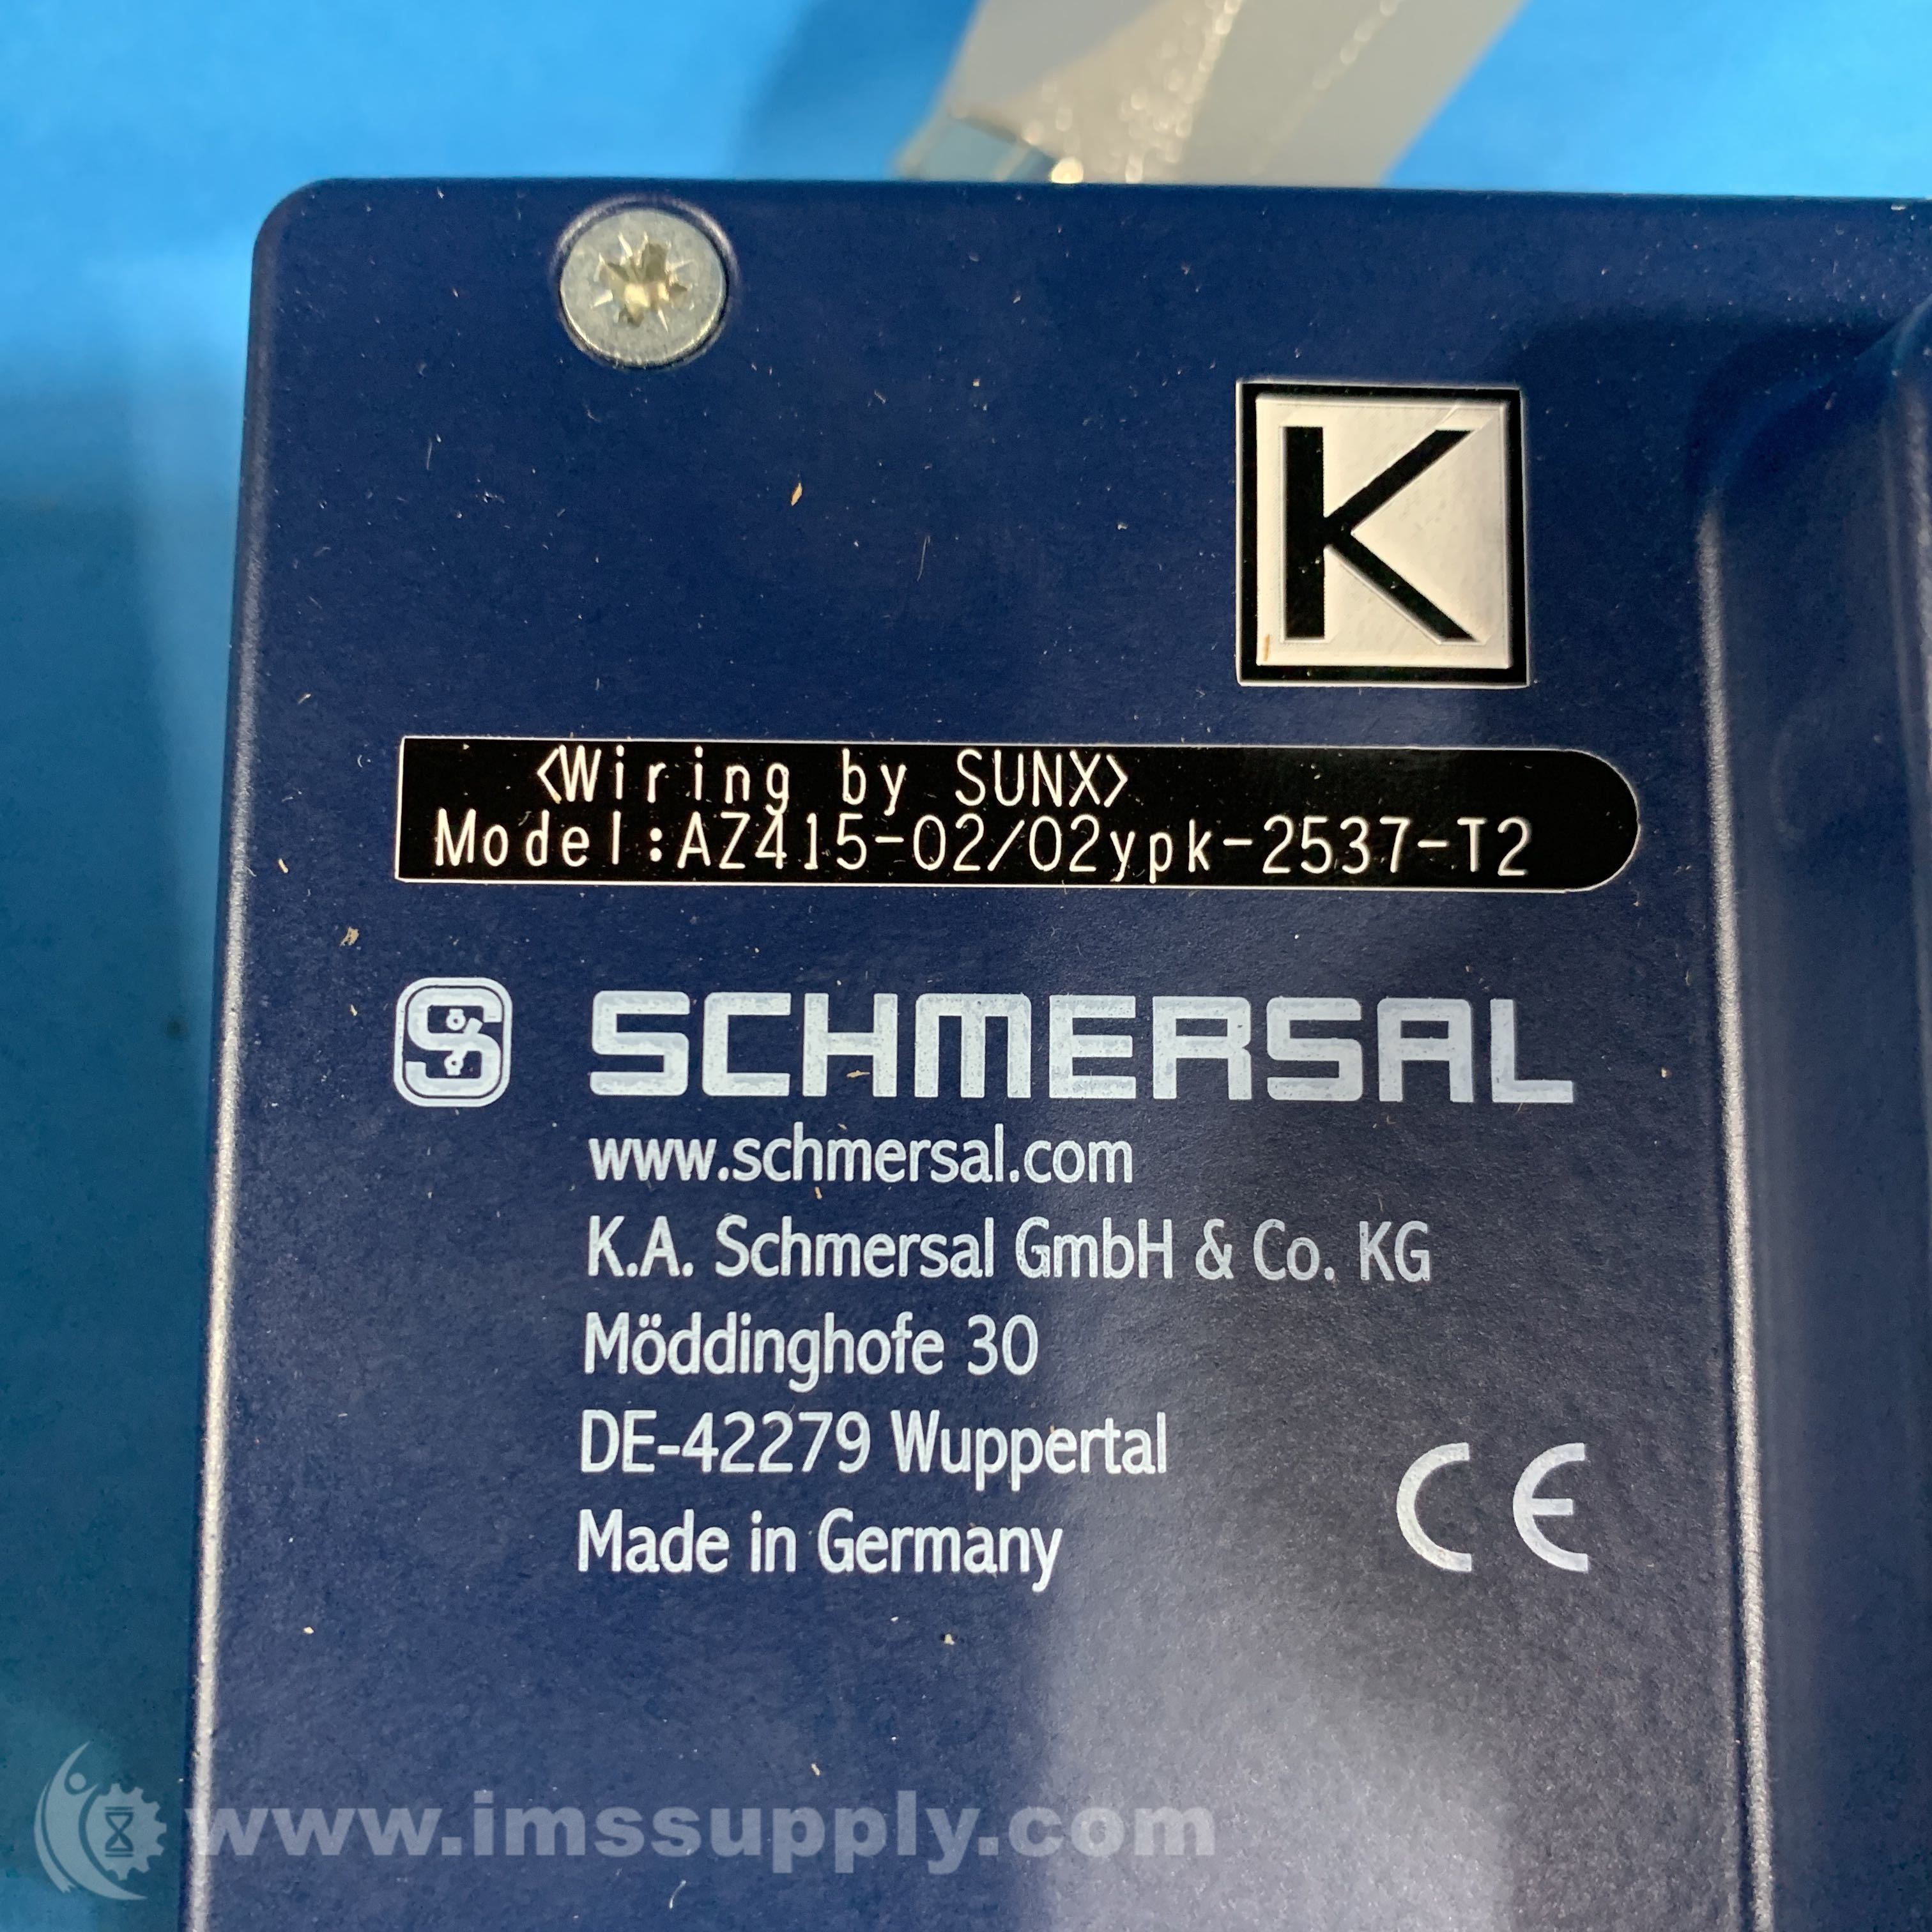 K
<Wiring by SUNX>
Model:AZ415-02/02ypk-2537-T2
S SCHMERSAL
www.schmersal.com
K.A. Schmersal GmbH & Co. KG
Möddinghofe 30
DE-42279 Wuppertal
CE
Made in Germany
www.imssupply.com